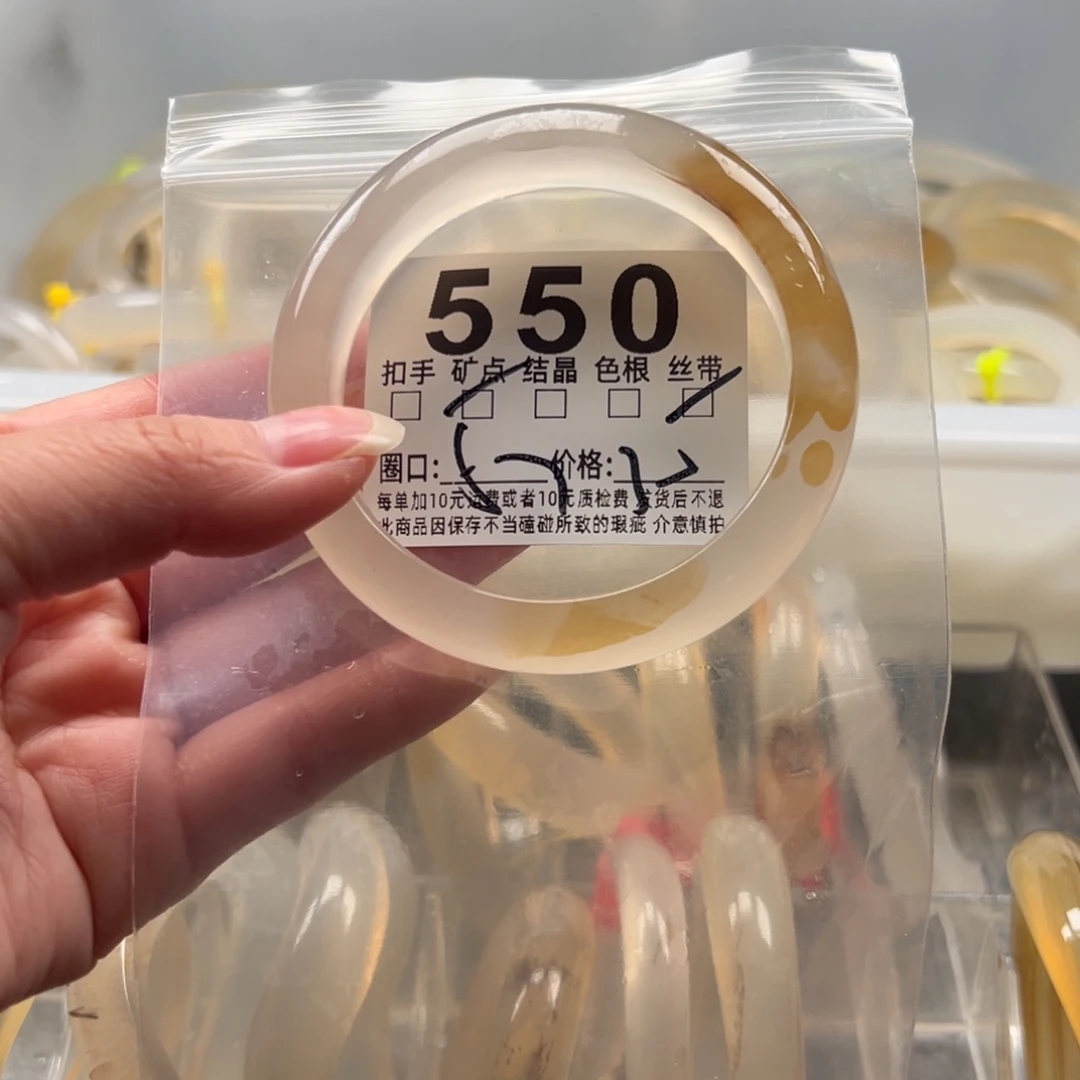 550
扣手 矿点 结晶 色根 丝带
圈口: 价格:
每单加10元运费或者10元质检费 发货后不退
此商品因保存不当磕碰所致的瑕疵 介意慎拍